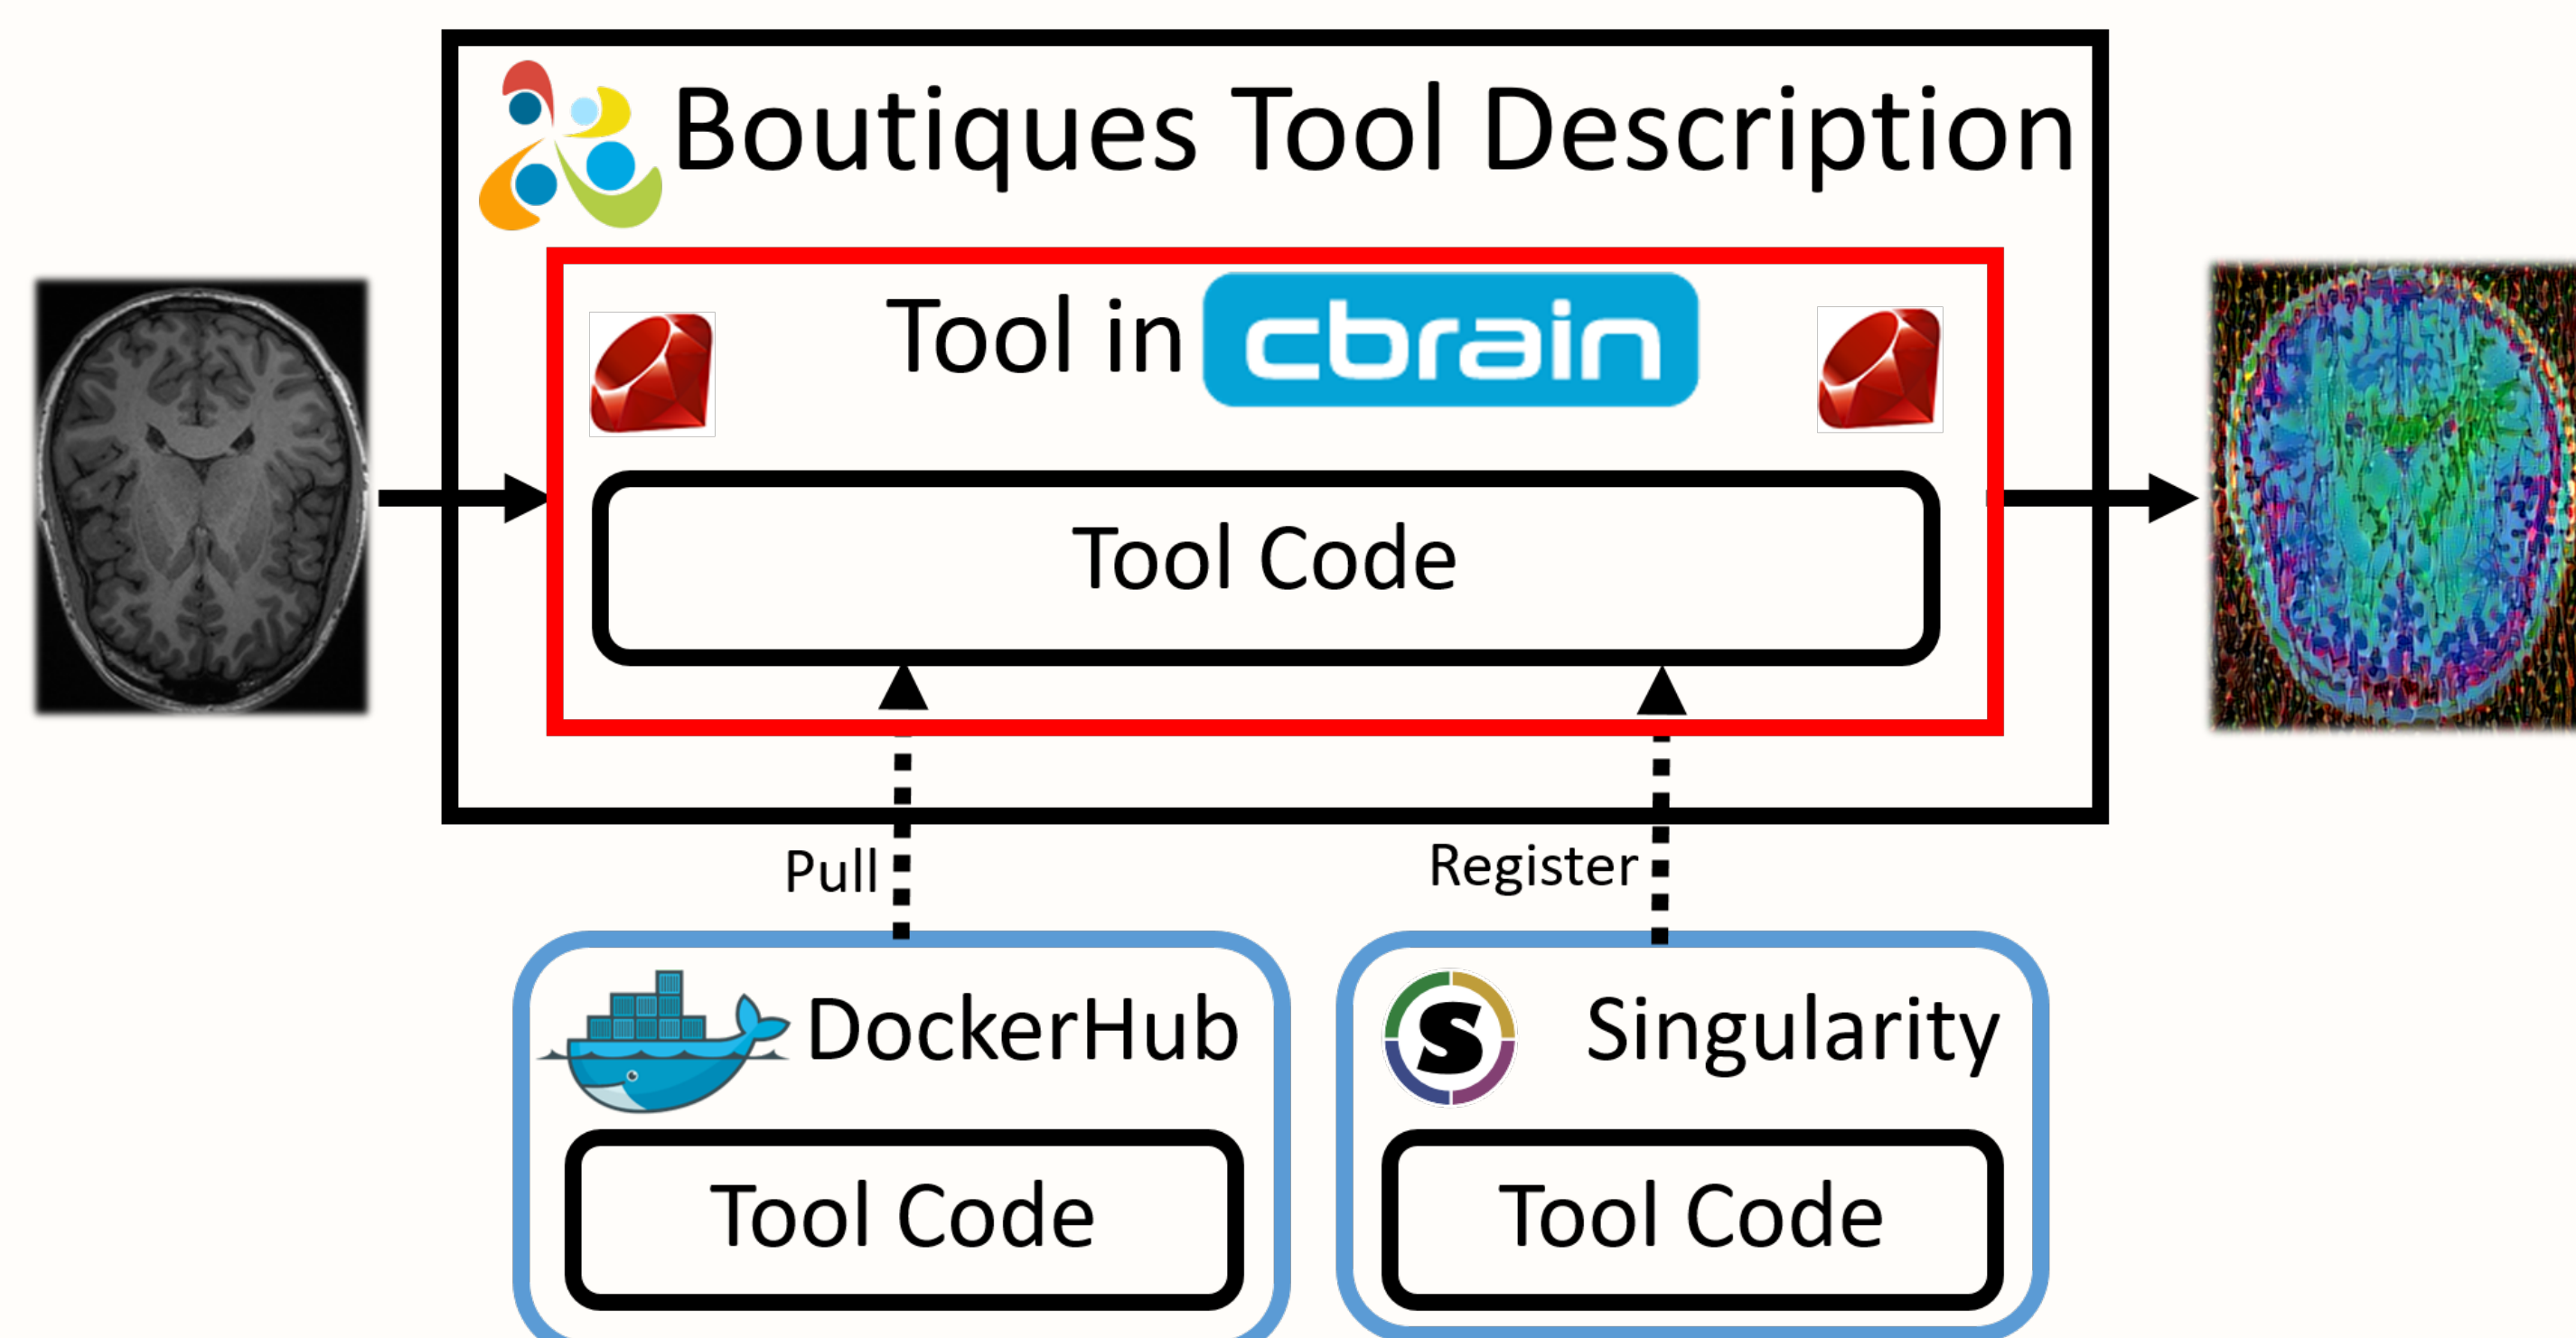 Boutiques Tool Description
Tool in cbrain
Tool Code
Pull
Register
DockerHub
Singularity
S
Tool Code
Tool Code